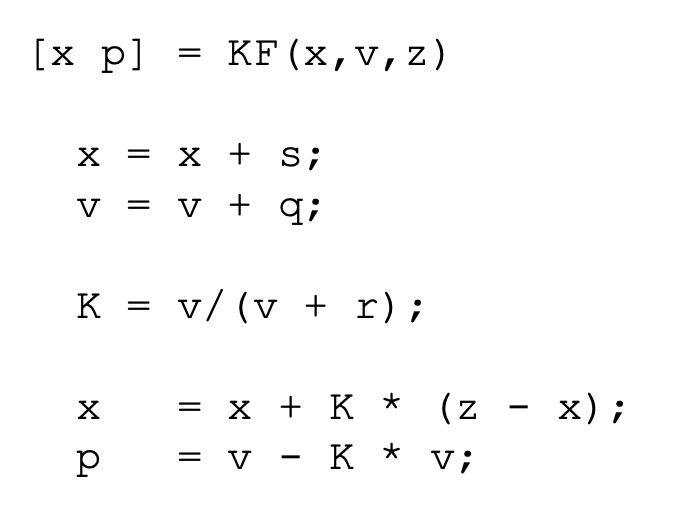 [x p] = KF(x,v,z)
x = x + s;
v = v + q;
K = v/(v + r);
x = x + K * (z - x);
p = v - K * v;